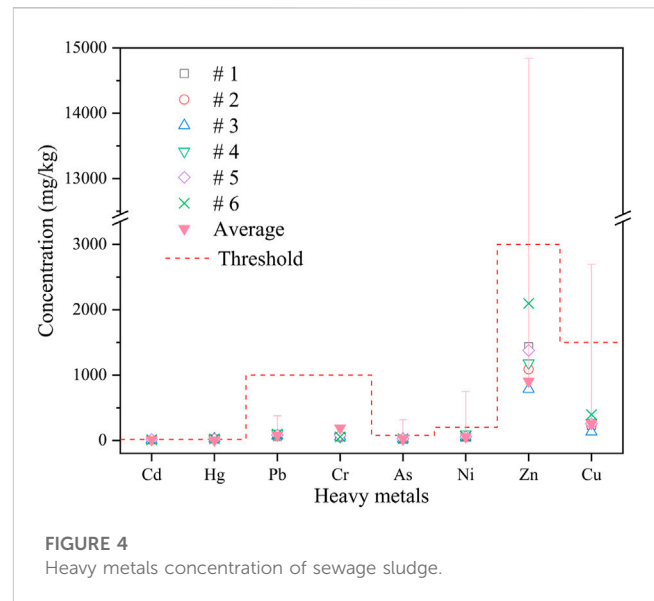 15000
14000
13000
3000
2000
1000
0
Concentration (mg/kg)
# 1
# 2
# 3
# 4
# 5
# 6
Average
Threshold
Cd Hg Pb Cr As Ni Zn Cu
Heavy metals
FIGURE 4
Heavy metals concentration of sewage sludge.